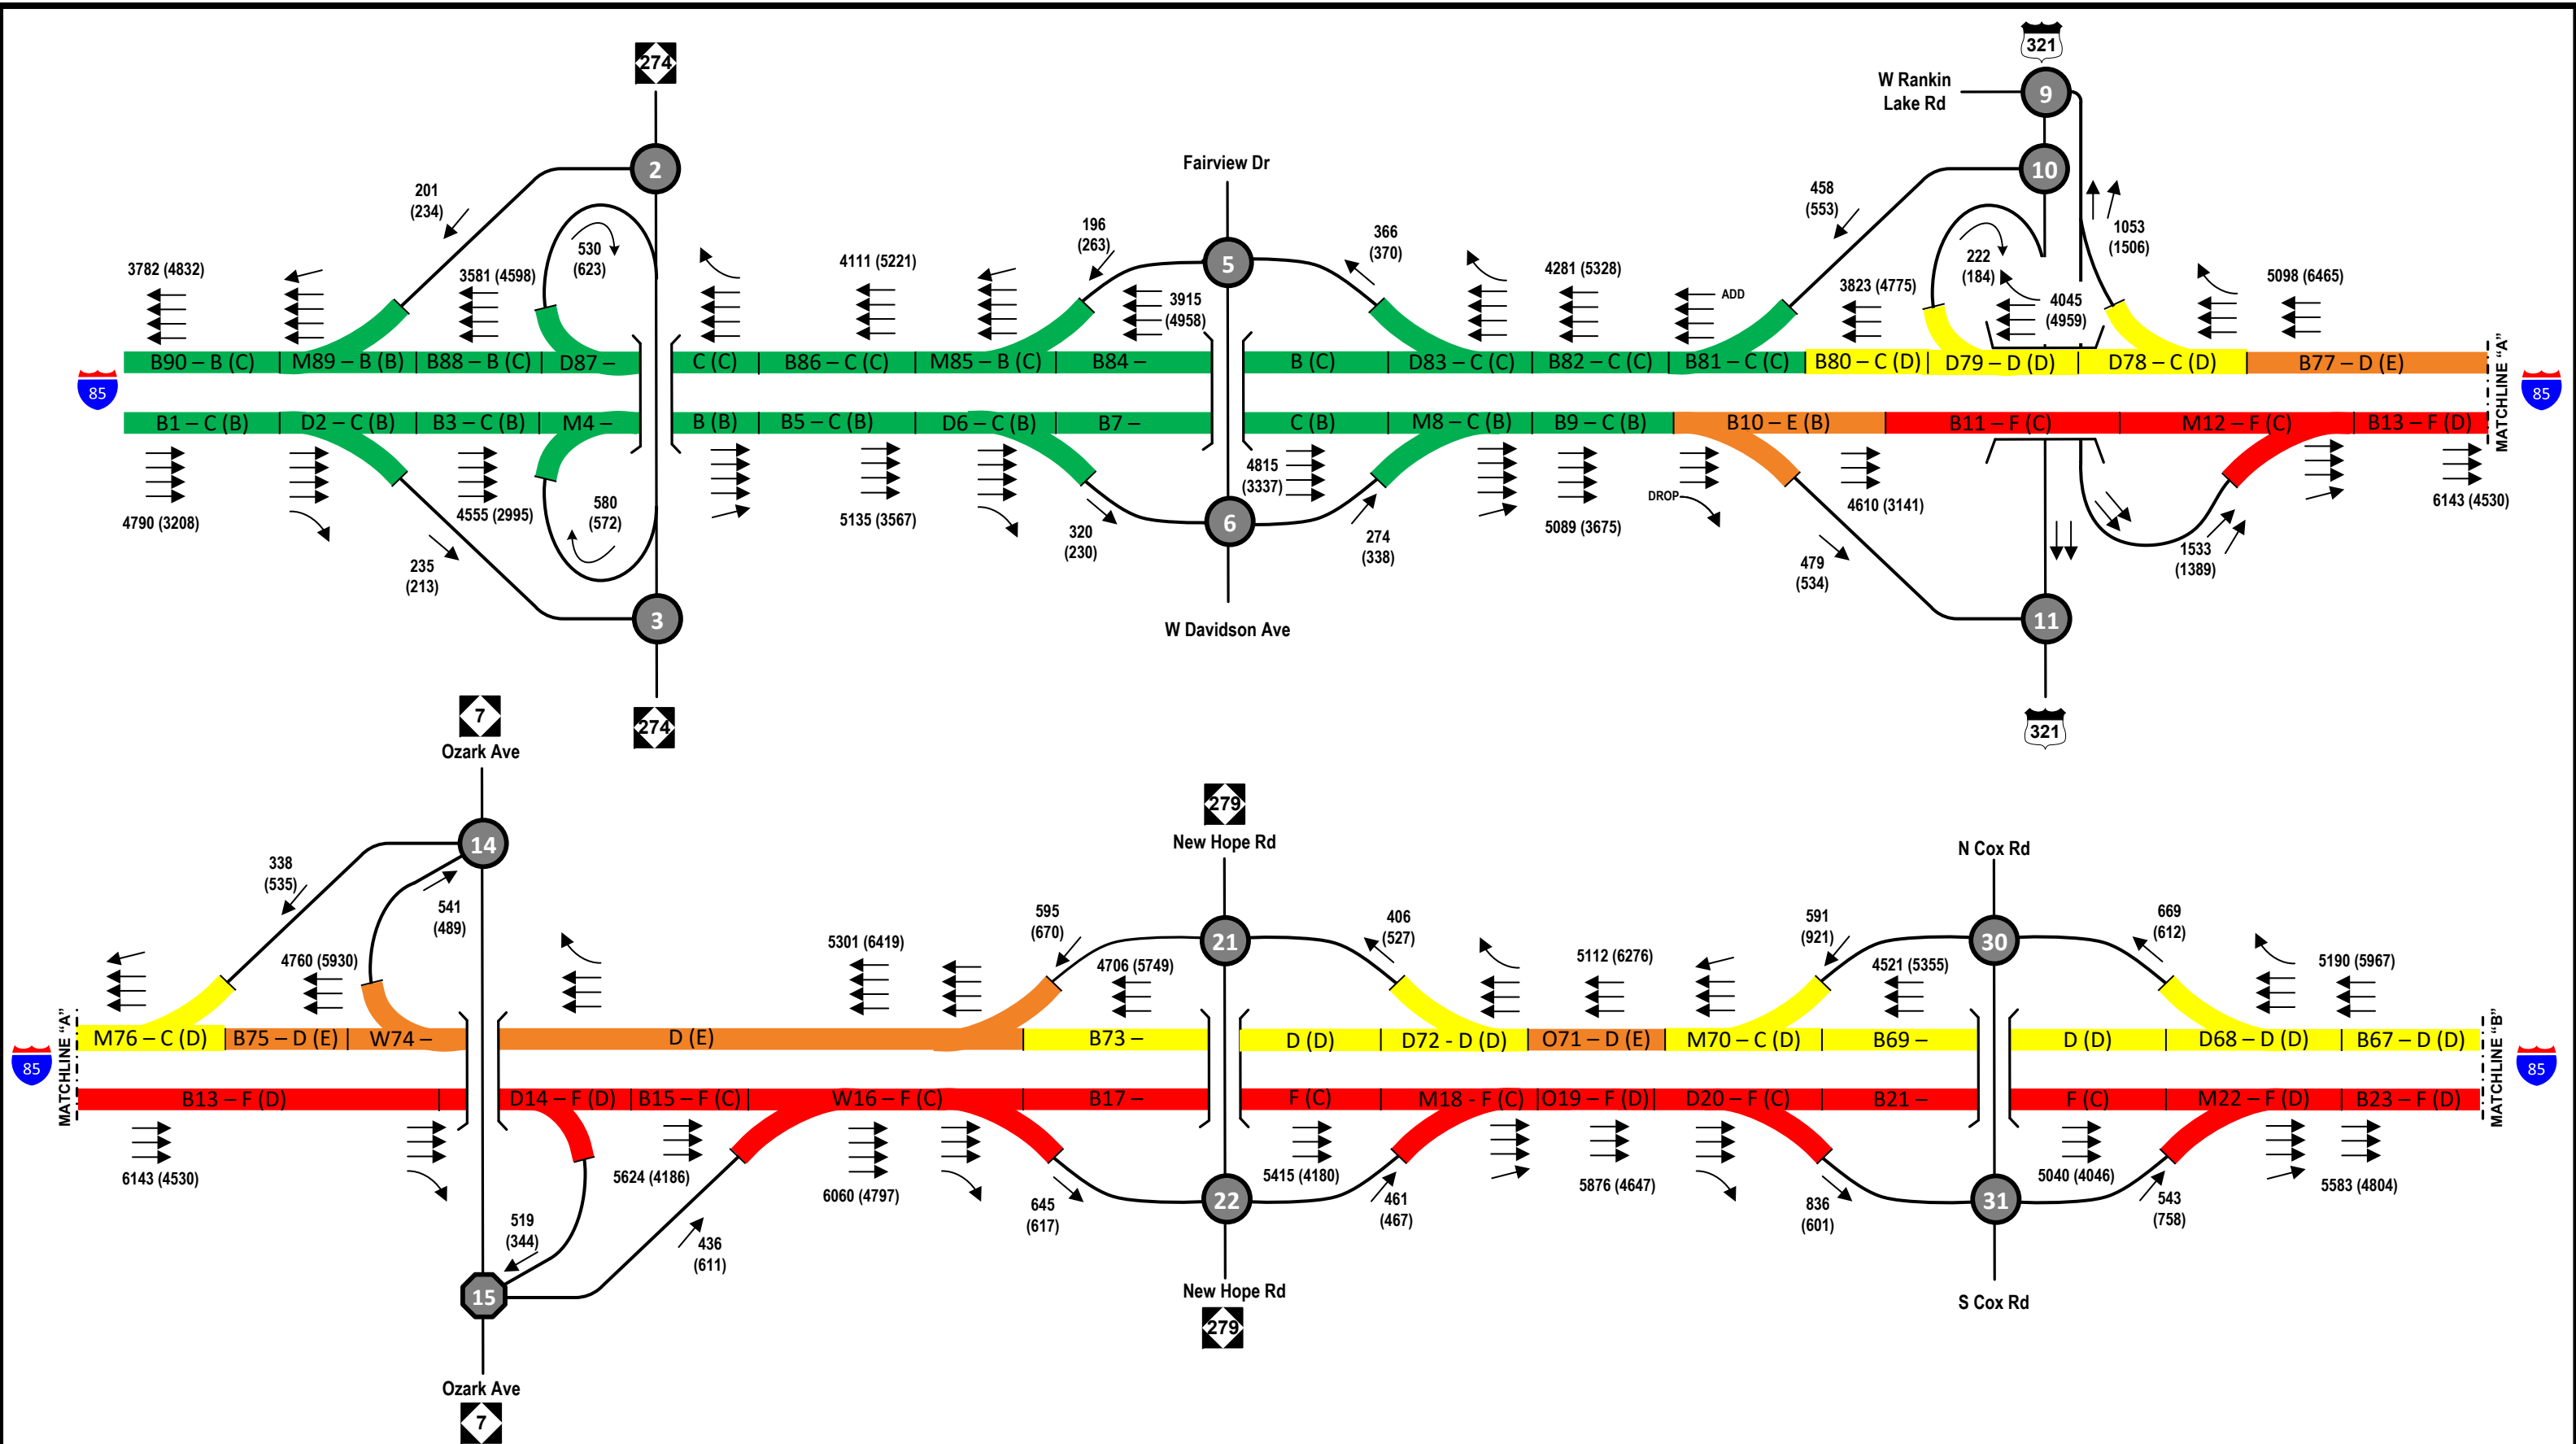 321
274
W Rankin
Lake Rd
9
2
10
Fairview Dr
201
(234)
458
(553)
196
(263)
366
(370)
1053
(1506)
530
(623)
222
(184)
5
3782 (4832)
3581 (4598)
4111 (5221)
3915
(4958)
4281 (5328)
ADD
3823 (4775)
4045
(4959)
5098 (6465)
B90 – B (C)
M89 – B (B)
B88 – B (C)
D87 –
C (C)
B86 – C (C)
M85 – B (C)
B84 –
B (C)
D83 – C (C)
B82 – C (C)
B81 – C (C)
B80 – C (D)
D79 – D (D)
D78 – C (D)
B77 – D (E)
MATCHLINE "A"
85
85
B1 – C (B)
D2 – C (B)
B3 – C (B)
M4 –
B (B)
B5 – C (B)
D6 – C (B)
B7 –
C (B)
M8 – C (B)
B9 – C (B)
B10 – E (B)
B11 – F (C)
M12 – F (C)
B13 – F (D)
4790 (3208)
4555 (2995)
580
(572)
5135 (3567)
4815
(3337)
5089 (3675)
DROP
4610 (3141)
6143 (4530)
235
(213)
320
(230)
6
274
(338)
479
(534)
1533
(1389)
3
W Davidson Ave
11
274
321
7
Ozark Ave
279
New Hope Rd
N Cox Rd
14
338
(535)
541
(489)
595
(670)
21
406
(527)
591
(921)
30
669
(612)
4760 (5930)
5301 (6419)
4706 (5749)
5112 (6276)
4521 (5355)
5190 (5967)
MATCHLINE "A"
M76 – C (D)
B75 – D (E)
W74 –
D (E)
B73 –
D (D)
D72 - D (D)
O71 – D (E)
M70 – C (D)
B69 –
D (D)
D68 – D (D)
B67 – D (D)
MATCHLINE "B"
85
85
B13 – F (D)
D14 – F (D)
B15 – F (C)
W16 – F (C)
B17 –
F (C)
M18 - F (C)
O19 – F (D)
D20 – F (C)
B21 –
F (C)
M22 – F (D)
B23 – F (D)
6143 (4530)
5624 (4186)
6060 (4797)
5415 (4180)
5876 (4647)
5040 (4046)
5583 (4804)
519
(344)
436
(611)
645
(617)
22
461
(467)
836
(601)
31
543
(758)
15
New Hope Rd
279
S Cox Rd
Ozark Ave
7